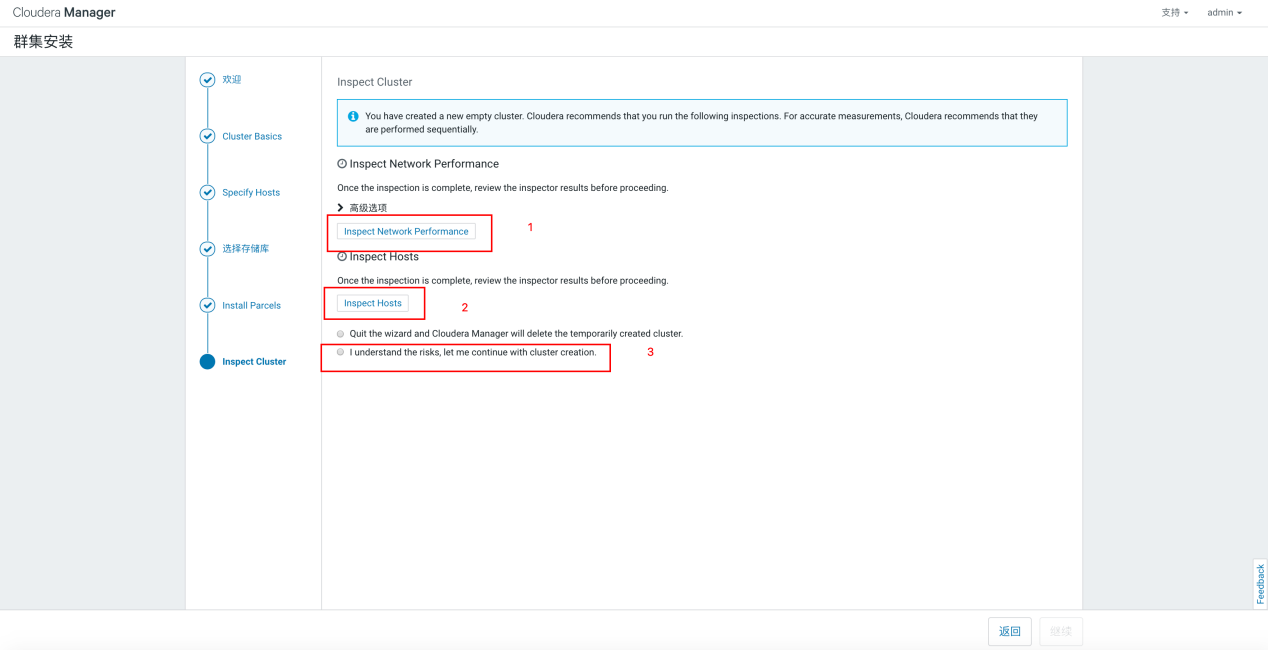 Cloudera Manager
支持
admin
群集安装
欢迎
Cluster Basics
Specify Hosts
选择存储库
Install Parcels
Inspect Cluster
Inspect Cluster
You have created a new empty cluster. Cloudera recommends that you run the following inspections. For accurate measurements, Cloudera recommends that they
are performed sequentially.
Inspect Network Performance
Once the inspection is complete, review the inspector results before proceeding.
高级选项
Inspect Network Performance
1
Inspect Hosts
Once the inspection is complete, review the inspector results before proceeding.
Inspect Hosts
2
Quit the wizard and Cloudera Manager will delete the temporarily created cluster.
I understand the risks, let me continue with cluster creation.
3
Feedback
返回
继续